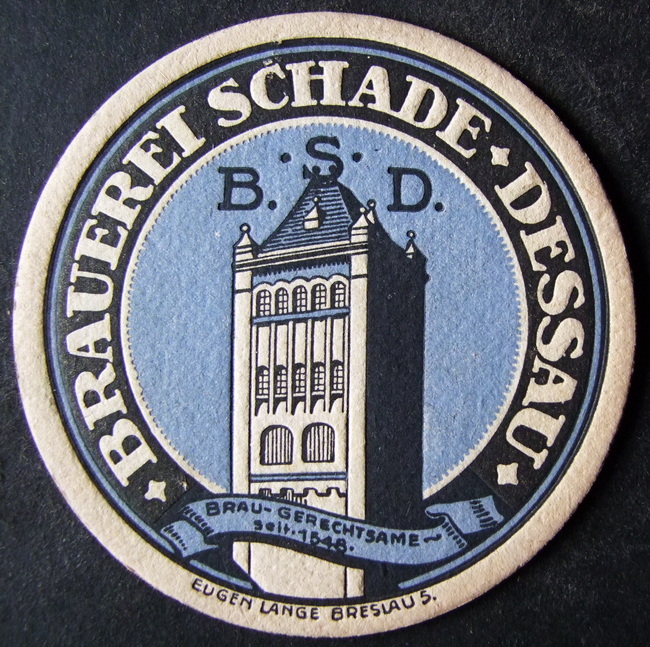 BRAUEREI SCHADE · DESSAU
B. · S. · D.
BRAU-GERECHTSAME~
seit. 1548.
EUGEN LANGE BRESLAU 5.